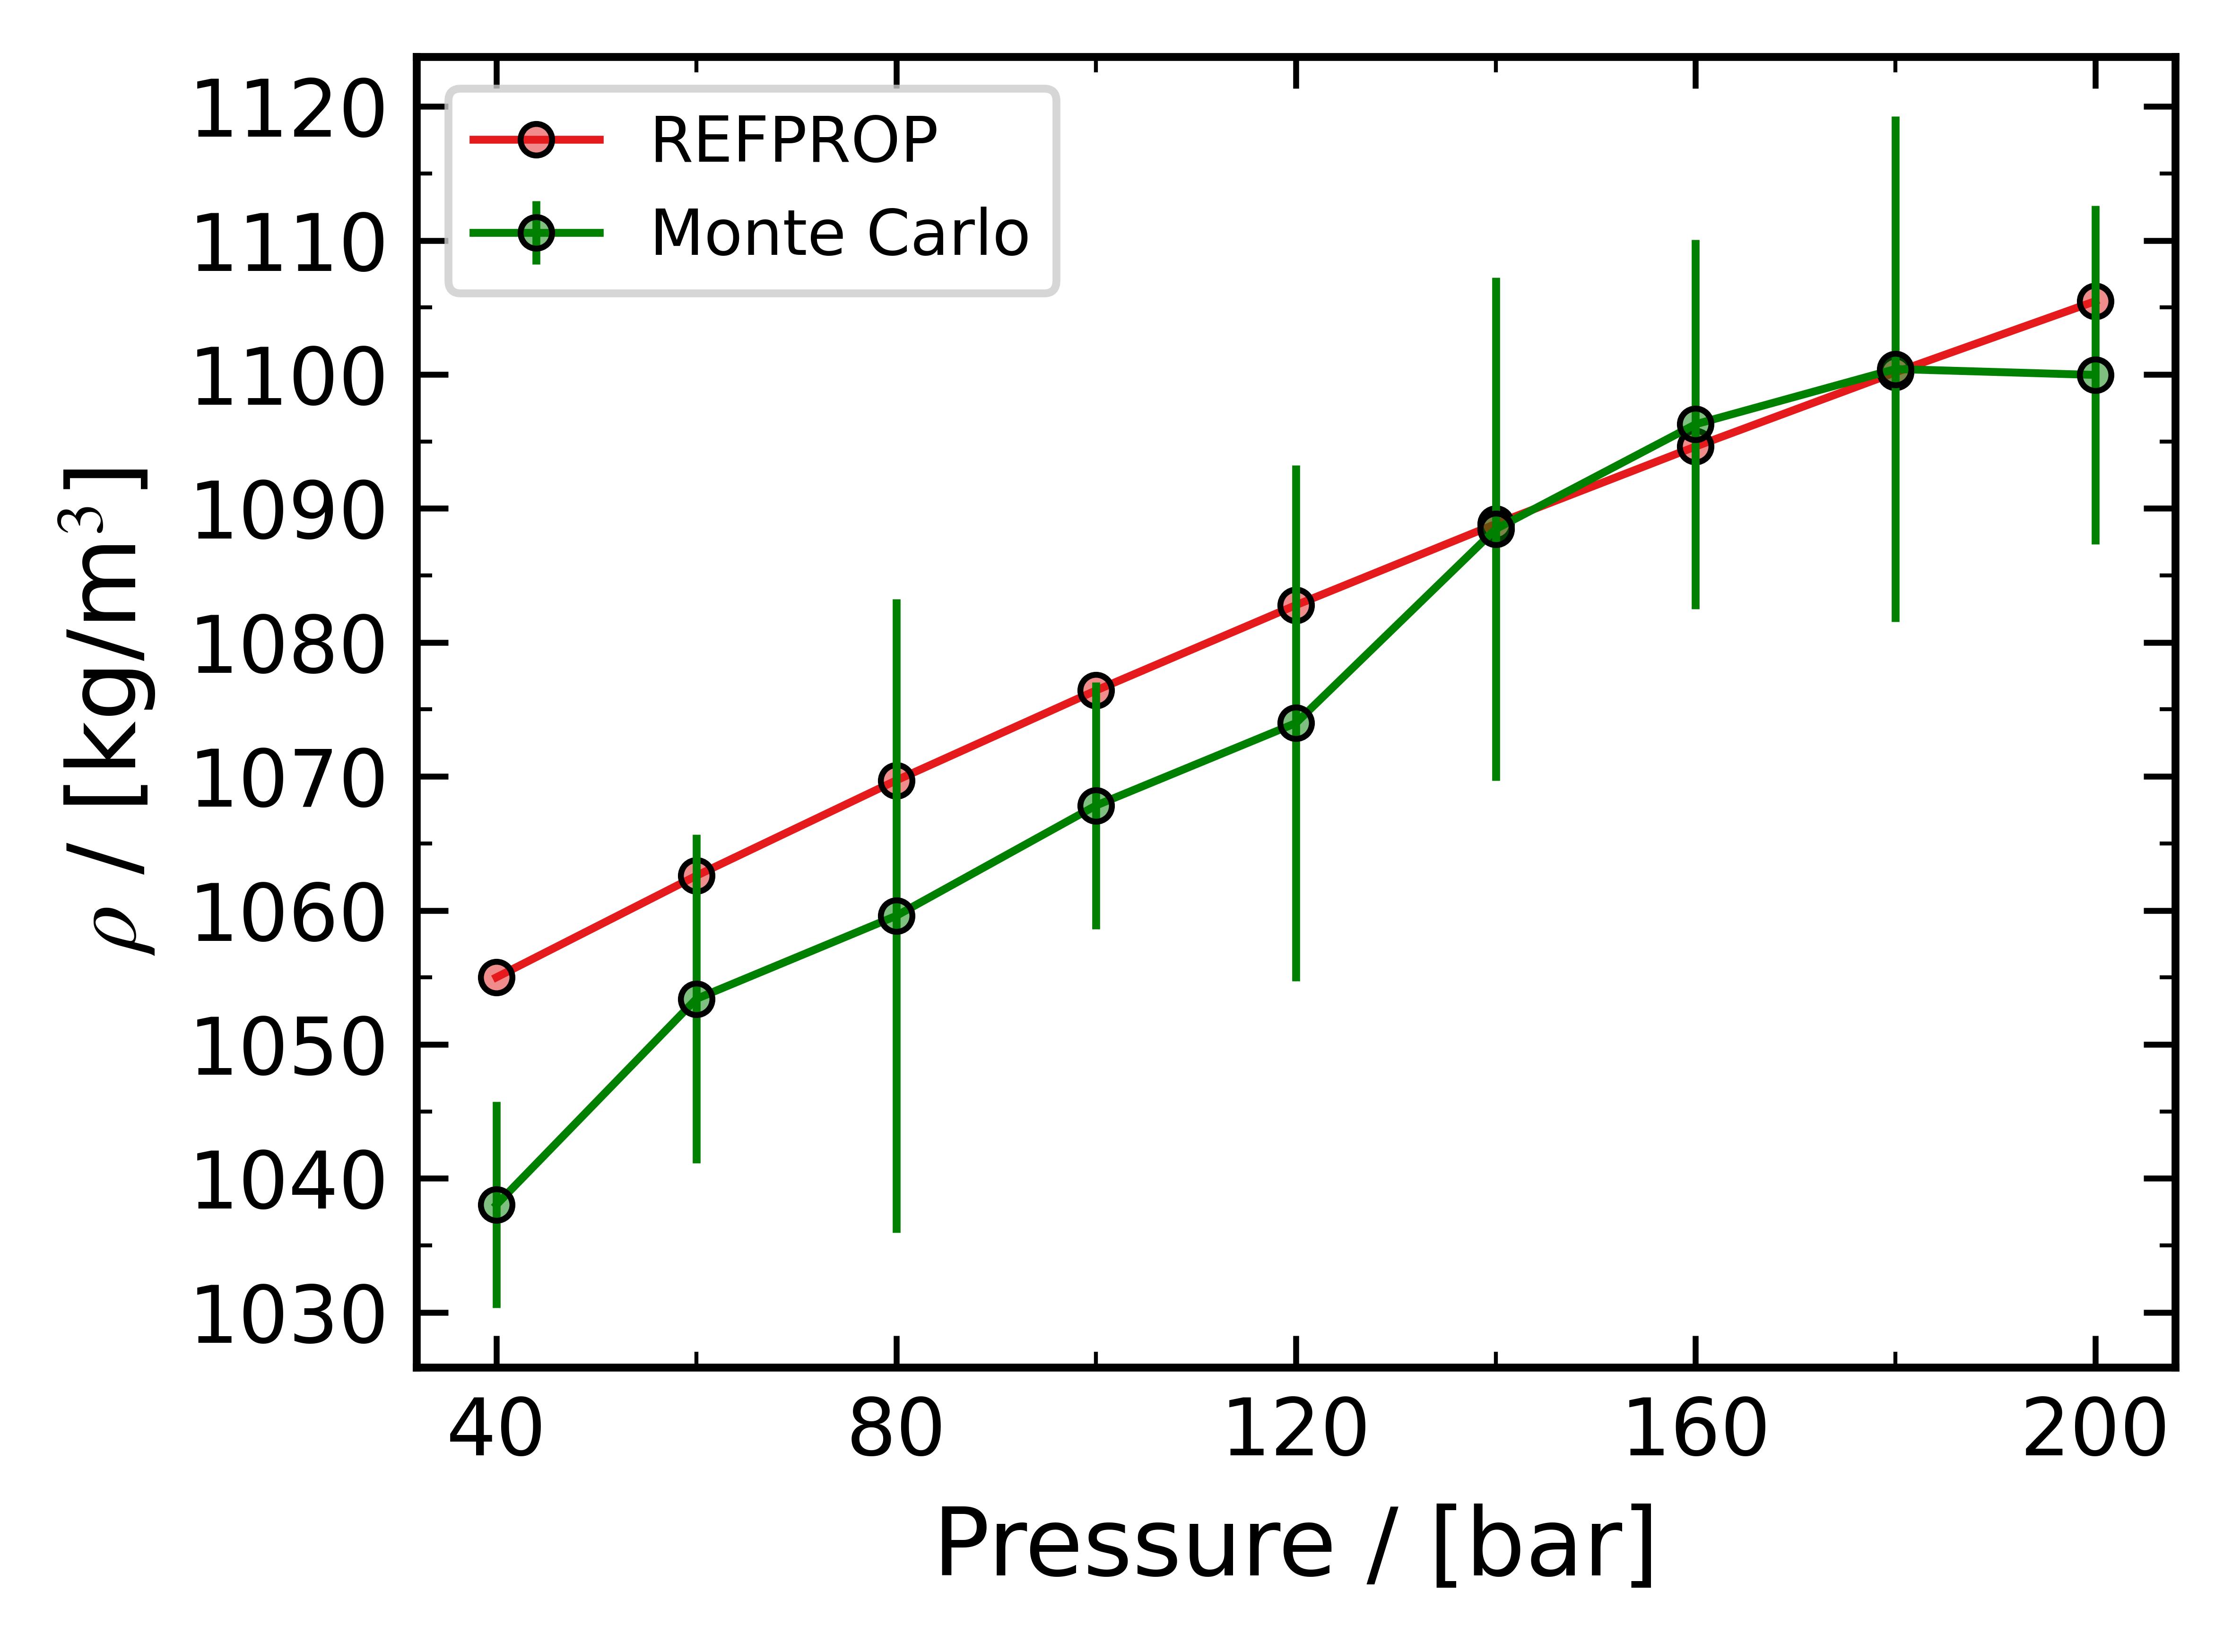 REFPROP
Monte Carlo
1120
1110
1100
1090
1080
1070
1060
1050
1040
1030
ρ / [kg/m³]
40 80 120 160 200
Pressure / [bar]